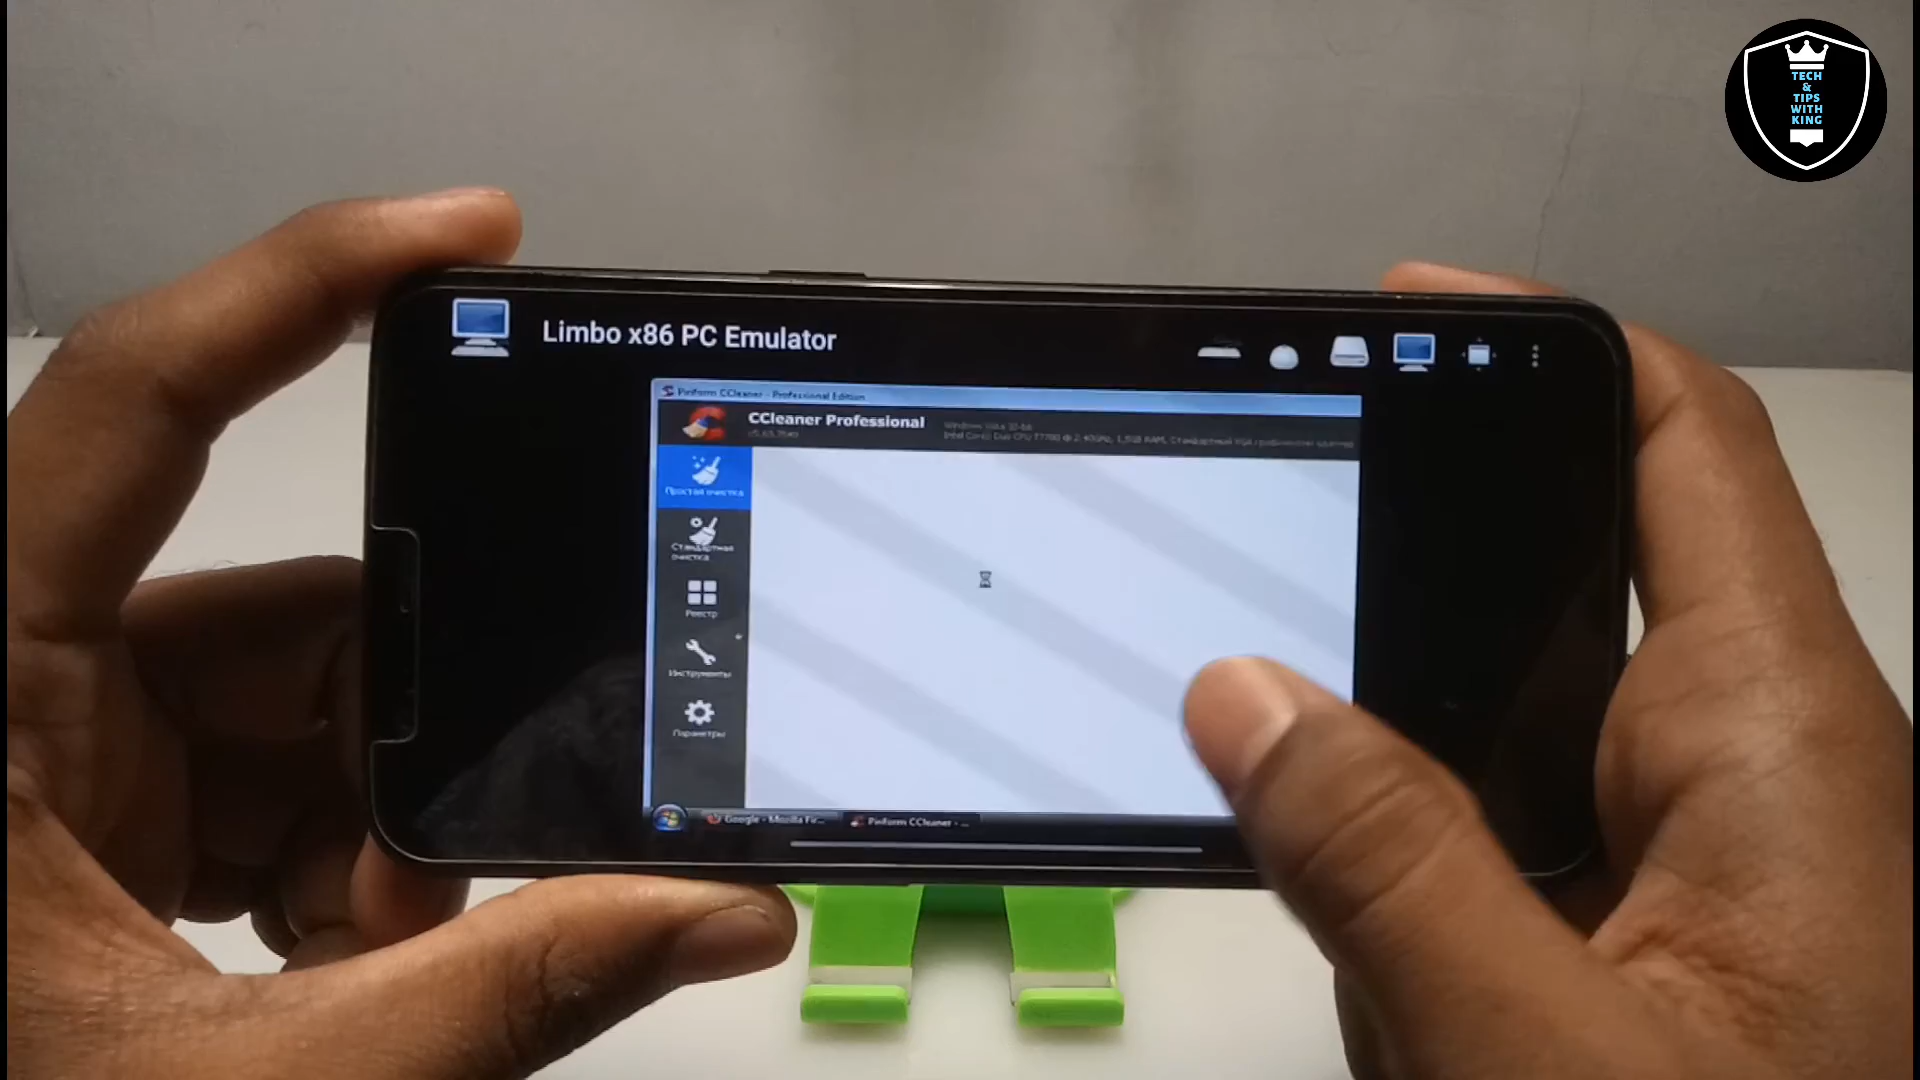 TECH
&
TIPS
WITH
KING
Limbo x86 PC Emulator
Piriform CCleaner - Professional Edition
CCleaner Professional
Простая очистка
Стандартная
очистка
Реестр
Инструменты
Параметры
Google - Mozilla Fir...
Piriform CCleaner - ...